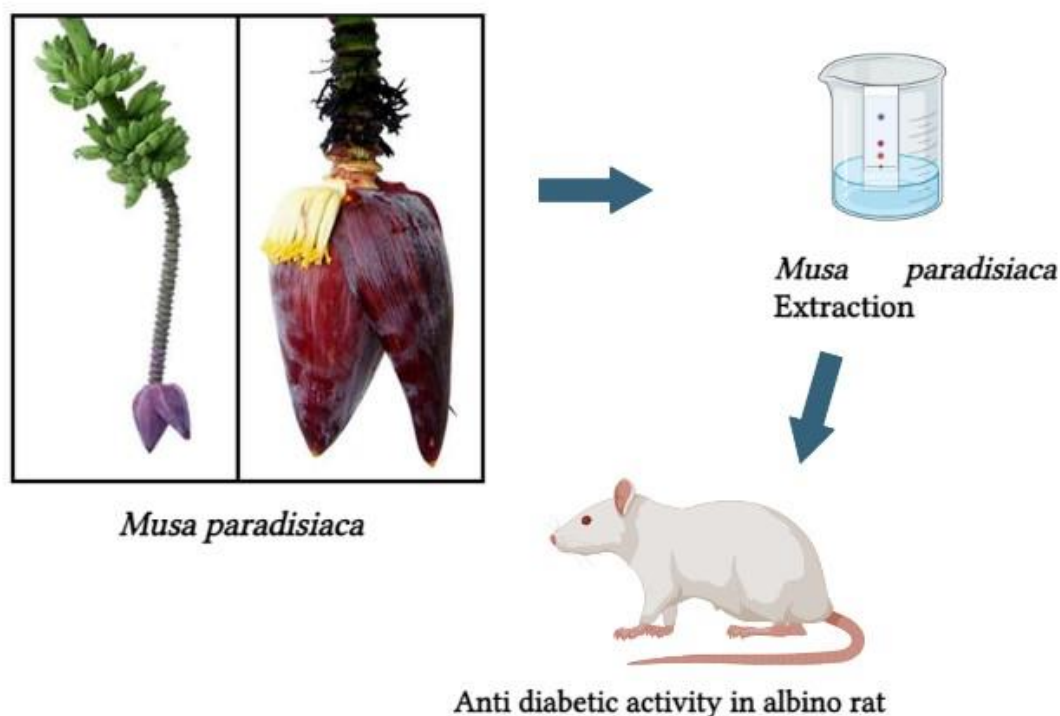 Musa paradisiaca
Musa paradisiaca
Extraction
Anti diabetic activity in albino rat